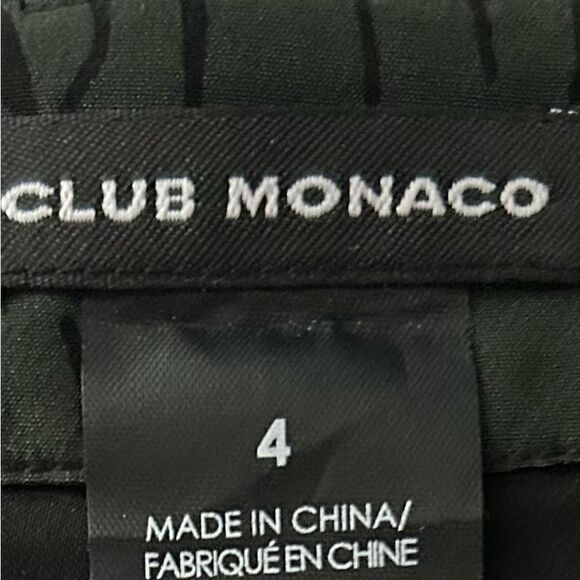 CLUB MONACO
4
MADE IN CHINA/
FABRIQUÉ EN CHINE